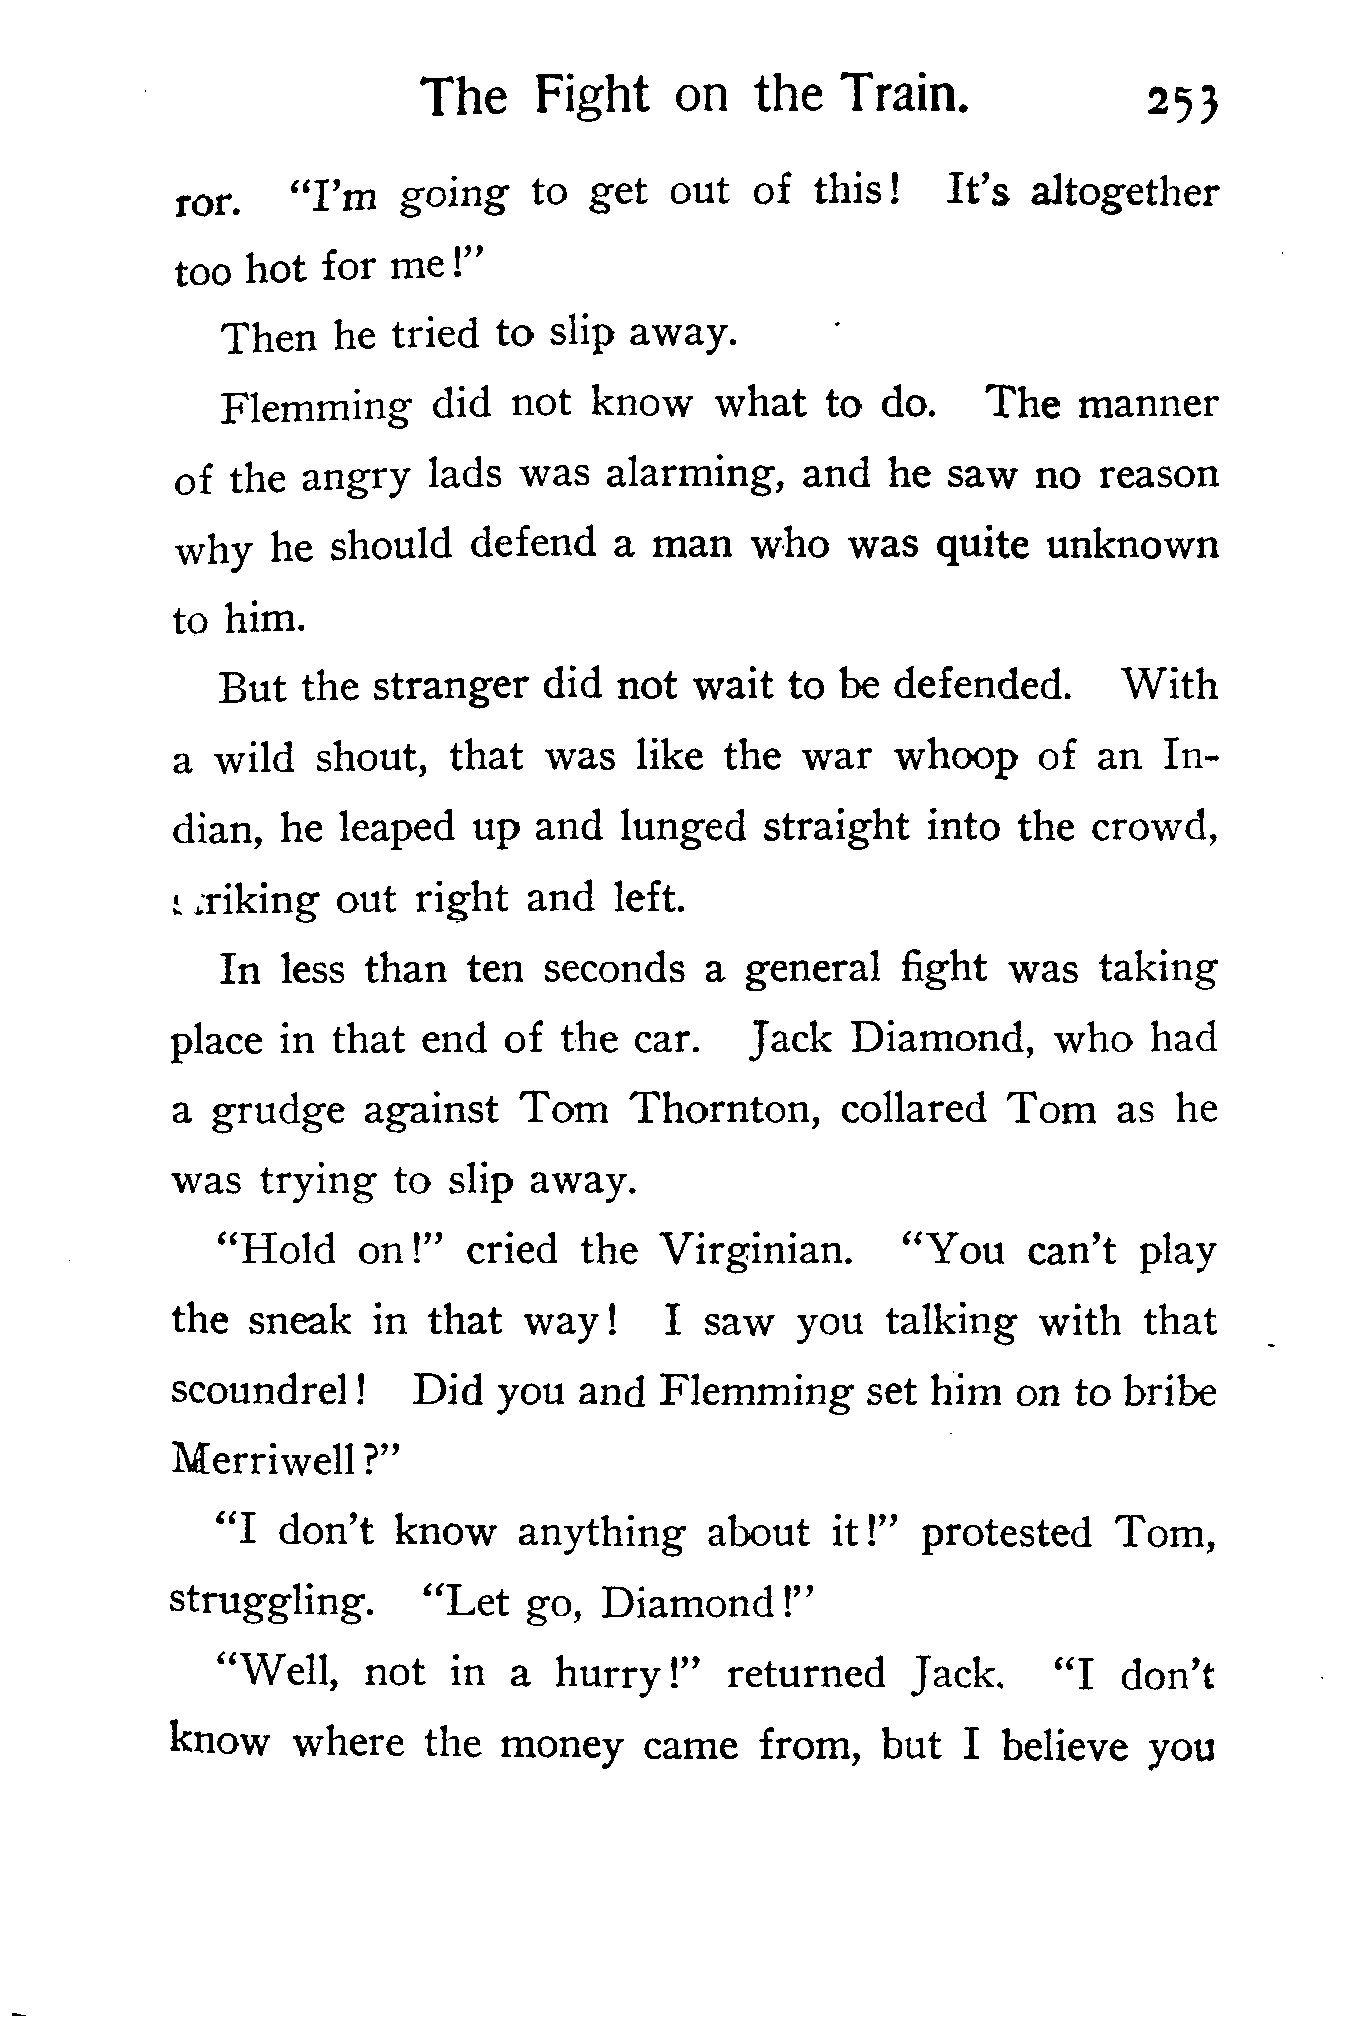 The Fight on the Train. 253
ror. “I’m going to get out of this! It’s altogether
too hot for me!”
Then he tried to slip away.
Flemming did not know what to do. The manner
of the angry lads was alarming, and he saw no reason
why he should defend a man who was quite unknown
to him.
But the stranger did not wait to be defended. With
a wild shout, that was like the war whoop of an In-
dian, he leaped up and lunged straight into the crowd,
striking out right and left.
In less than ten seconds a general fight was taking
place in that end of the car. Jack Diamond, who had
a grudge against Tom Thornton, collared Tom as he
was trying to slip away.
“Hold on!” cried the Virginian. “You can’t play
the sneak in that way! I saw you talking with that
scoundrel! Did you and Flemming set him on to bribe
Merriwell?”
“I don’t know anything about it!” protested Tom,
struggling. “Let go, Diamond!”
“Well, not in a hurry!” returned Jack. “I don’t
know where the money came from, but I believe you